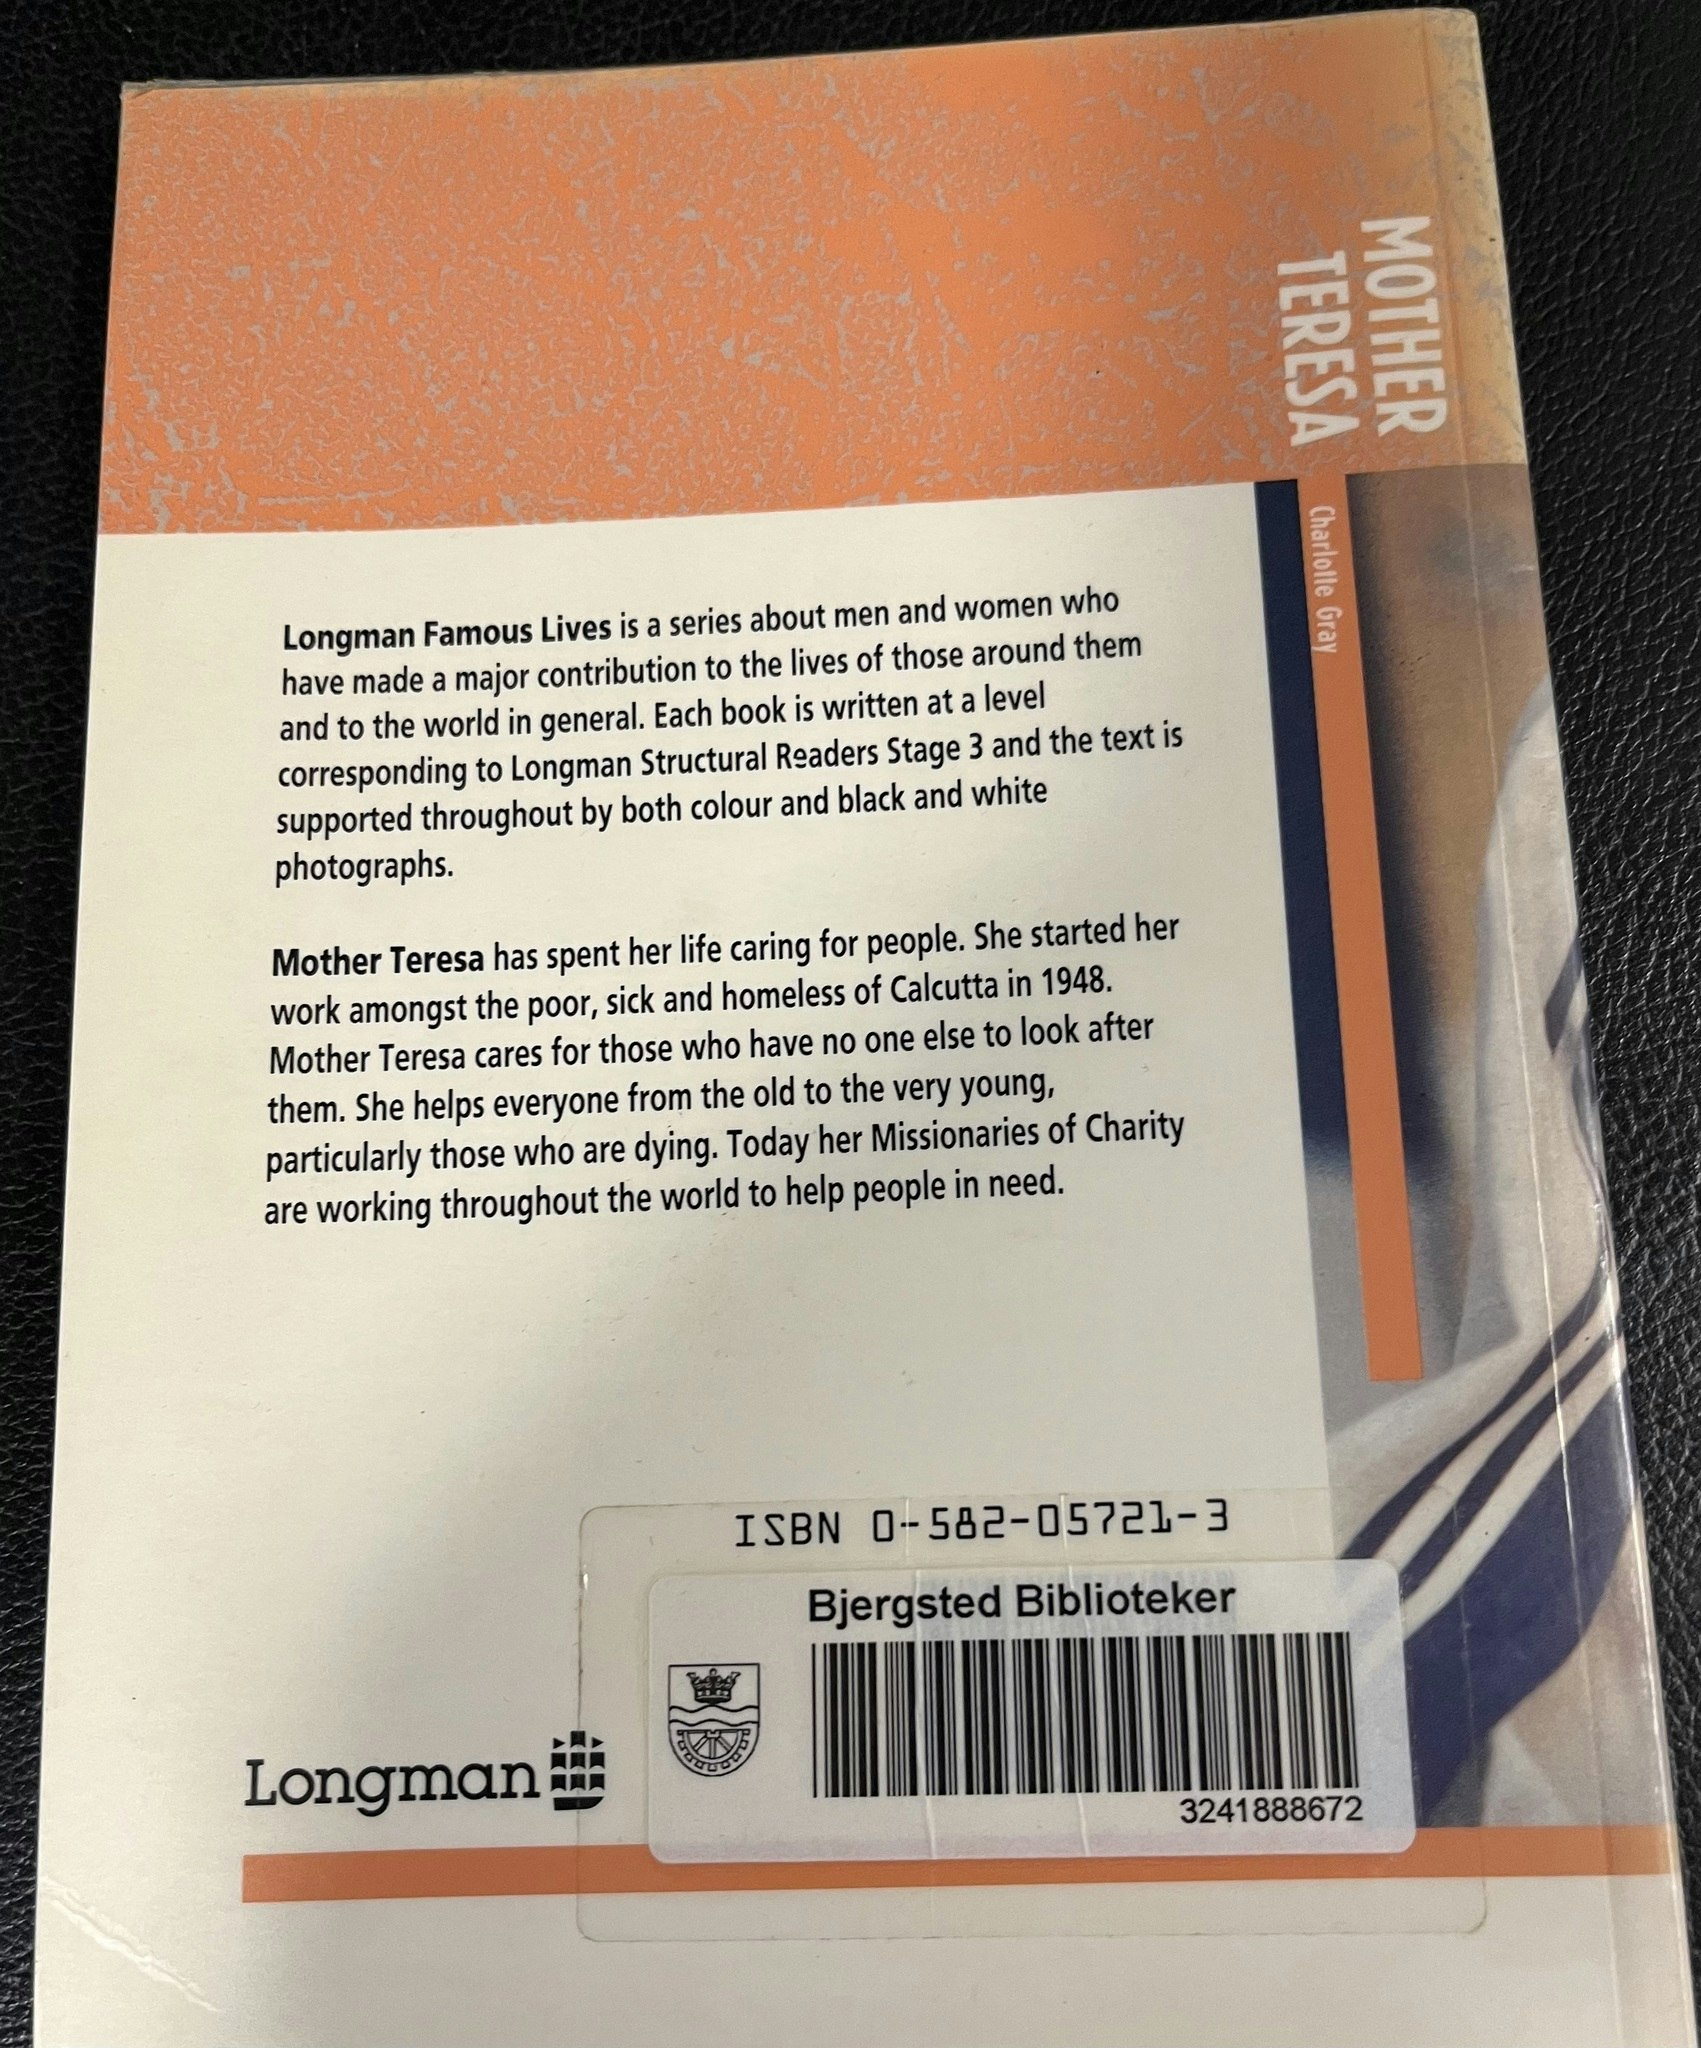 MOTHER
TERESA
Charlotte Gray
Longman Famous Lives is a series about men and women who
have made a major contribution to the lives of those around them
and to the world in general. Each book is written at a level
corresponding to Longman Structural Readers Stage 3 and the text is
supported throughout by both colour and black and white
photographs.
Mother Teresa has spent her life caring for people. She started her
work amongst the poor, sick and homeless of Calcutta in 1948.
Mother Teresa cares for those who have no one else to look after
them. She helps everyone from the old to the very young,
particularly those who are dying. Today her Missionaries of Charity
are working throughout the world to help people in need.
ISBN 0-582-05721-3
Bjergsted Biblioteker
3241888672
Longman